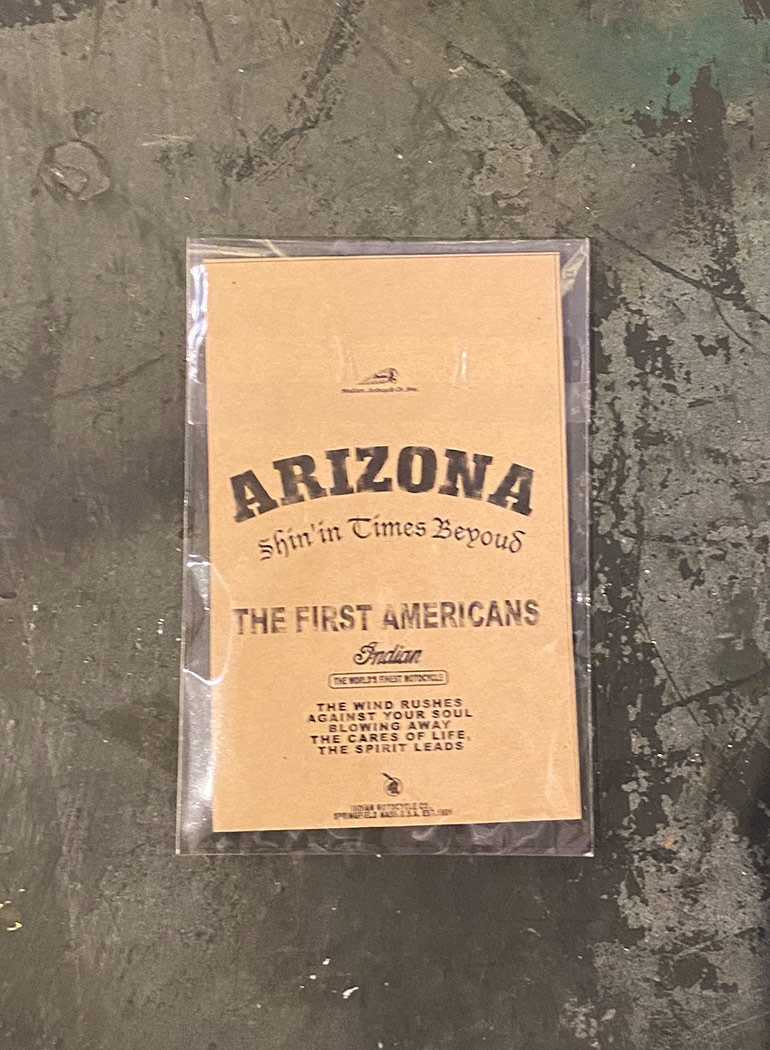 ARIZONA
Shin'in Times Beyoud
THE FIRST AMERICANS
Indian
THE WORLD'S FINEST MOTOCYCLE
THE WIND RUSHES
AGAINST YOUR SOUL
BLOWING AWAY
THE CARES OF LIFE,
THE SPIRIT LEADS
INDIAN MOTOCYCLE CO.,
SPRINGFIELD MASS.U.S.A. EST.1901